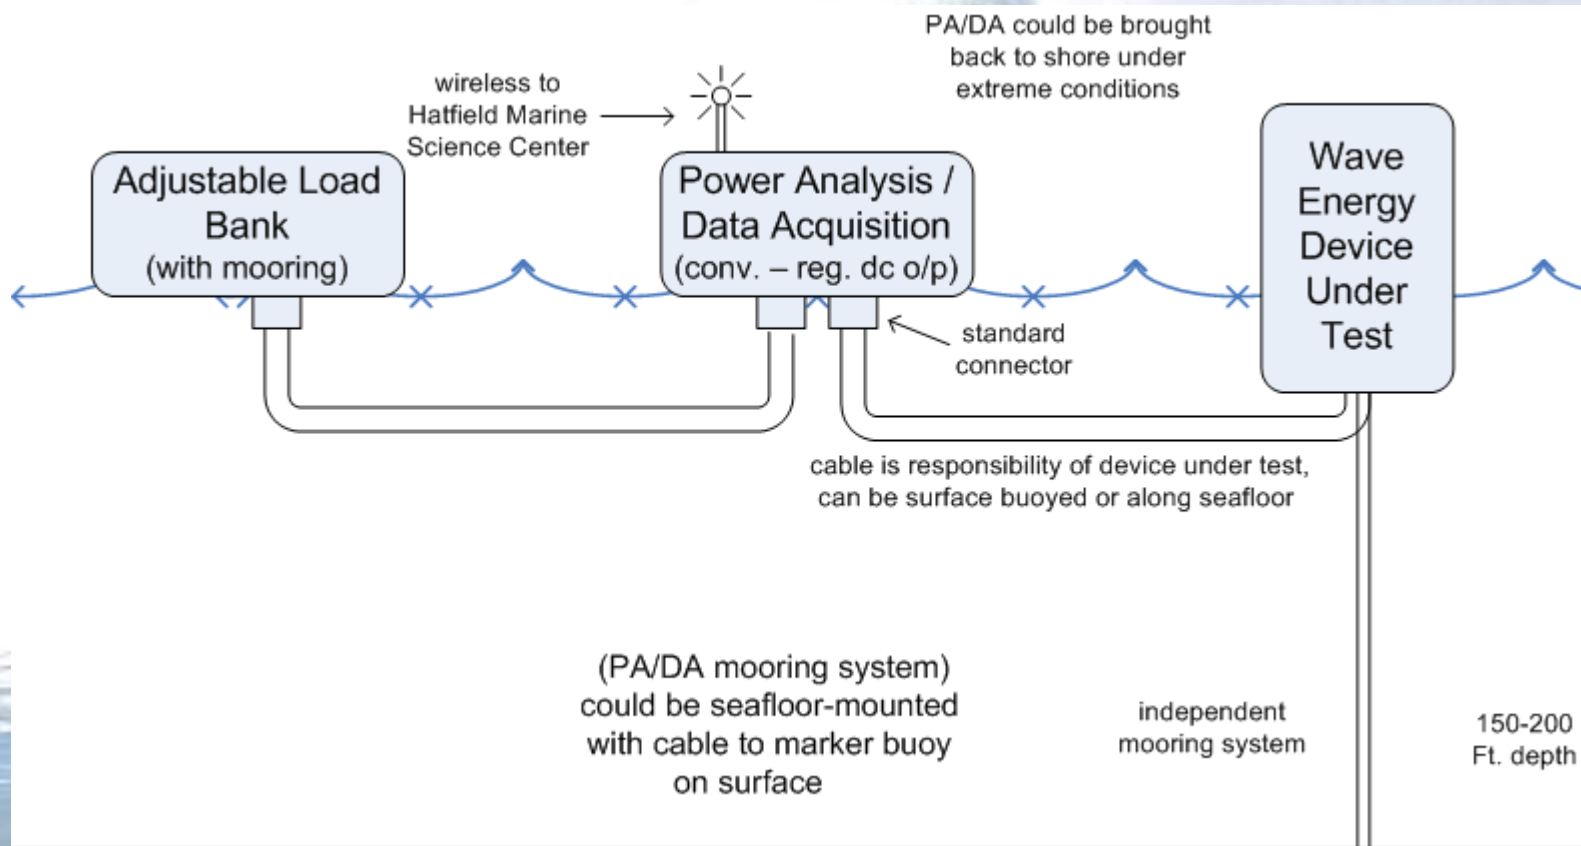 PA/DA could be brought
back to shore under
extreme conditions
wireless to
Hatfield Marine
Science Center
Adjustable Load
Bank
(with mooring)
Power Analysis /
Data Acquisition
(conv. – reg. dc o/p)
Wave
Energy
Device
Under
Test
standard
connector
cable is responsibility of device under test,
can be surface buoyed or along seafloor
(PA/DA mooring system)
could be seafloor-mounted
with cable to marker buoy
on surface
independent
mooring system
150-200
Ft. depth